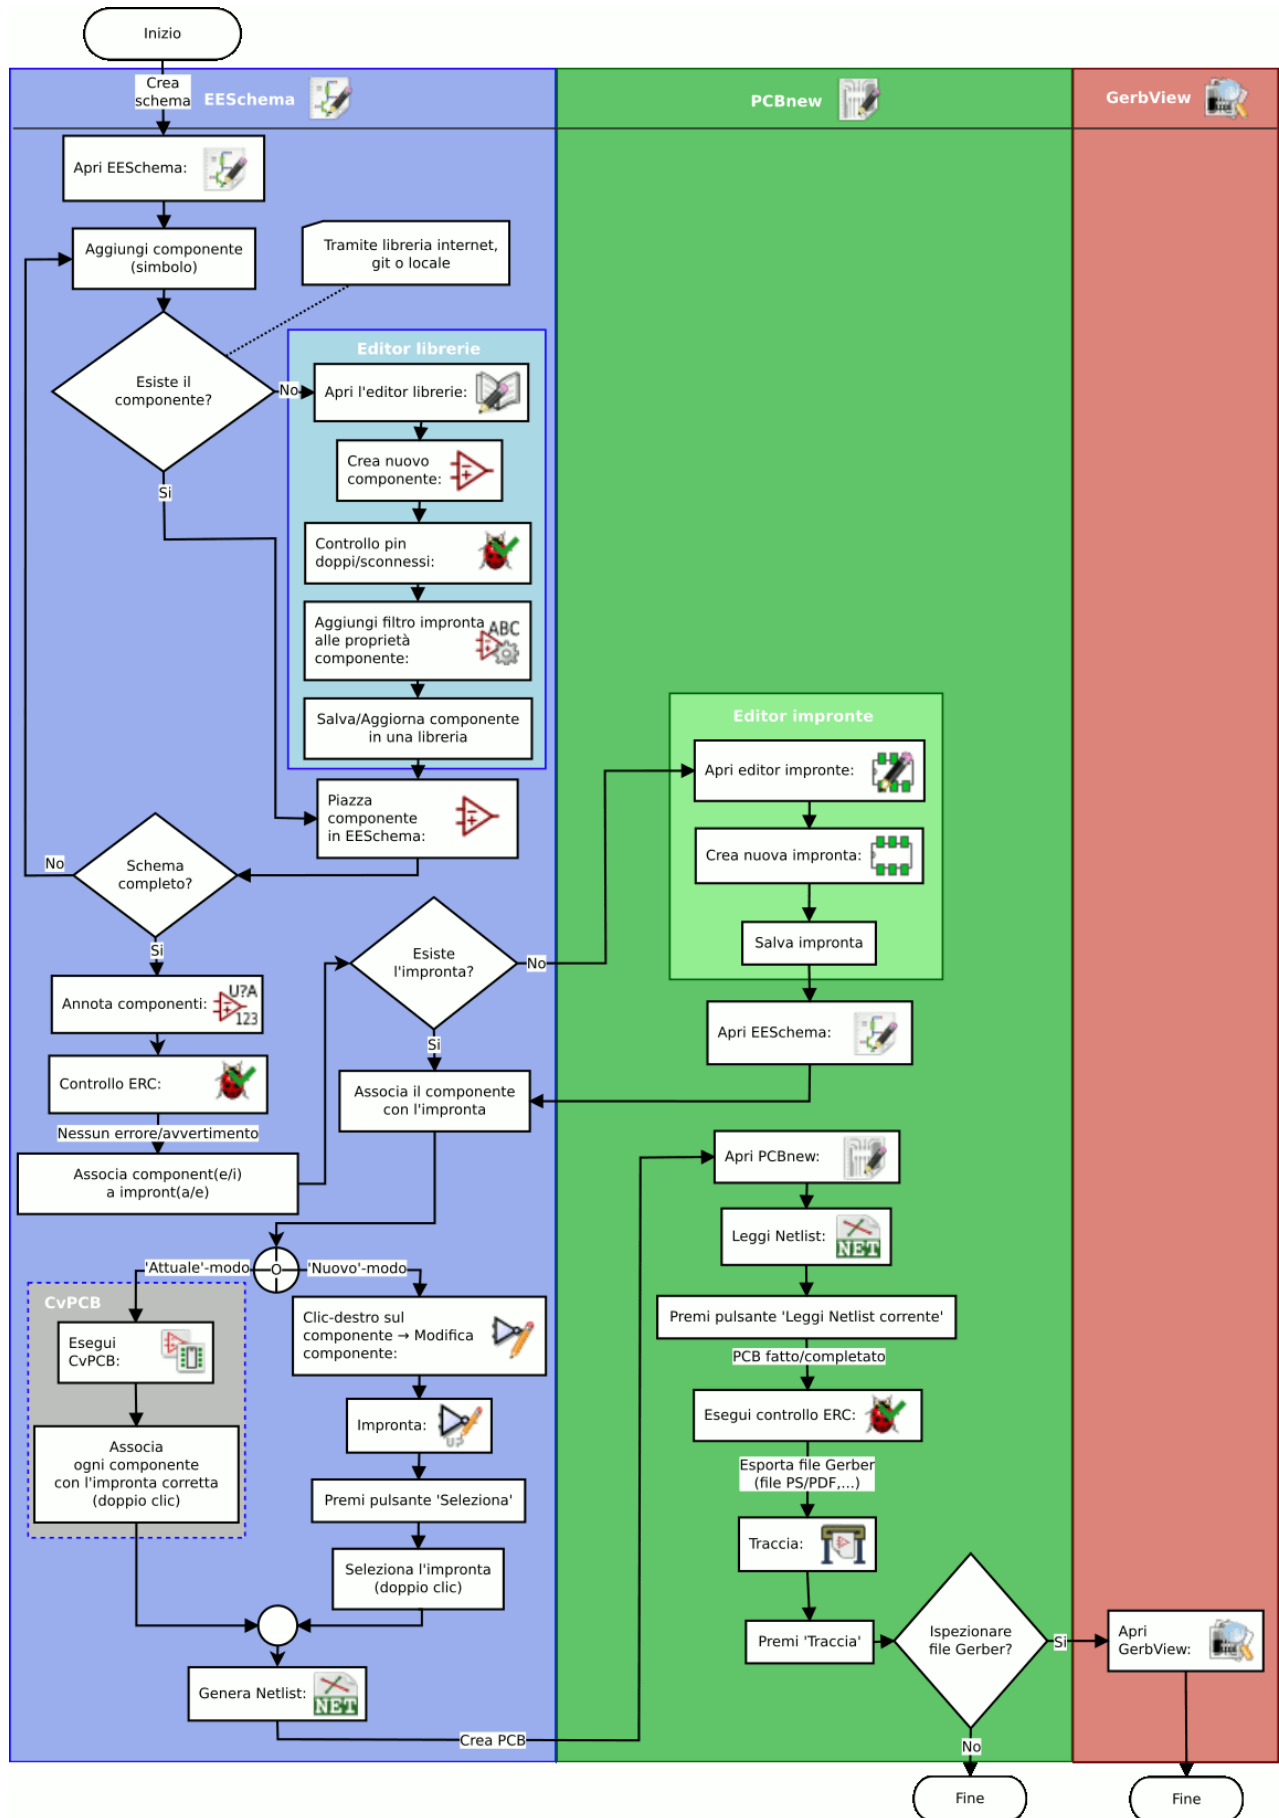 Inizio
Crea
schema
EESchema
PCBnew
GerbView
Apri EESchema:
Aggiungi componente
(simbolo)
Tramite libreria internet,
git o locale
Esiste il
componente?
No
Si
Editor librerie
Apri l'editor librerie:
Crea nuovo
componente:
Controllo pin
doppi/sconnessi:
Aggiungi filtro impronta
alle proprietà
componente:
ABC
Salva/Aggiorna componente
in una libreria
Piazza
componente
in EESchema:
Schema
completo?
No
Si
Annota componenti:
U?A
123
Controllo ERC:
Nessun errore/avvertimento
Associa component(e/i)
a impront(a/e)
Esiste
l'impronta?
No
Si
Editor impronte
Apri editor impronte:
Crea nuova impronta:
Salva impronta
Apri EESchema:
Associa il componente
con l'impronta
'Attuale'-modo
O
'Nuovo'-modo
CvPCB
Esegui
CvPCB:
Associa
ogni componente
con l'impronta corretta
(doppio clic)
Clic-destro sul
componente → Modifica
componente:
Impronta:
Premi pulsante 'Seleziona'
Seleziona l'impronta
(doppio clic)
Genera Netlist:
NET
Crea PCB
Apri PCBnew:
Leggi Netlist:
NET
Premi pulsante 'Leggi Netlist corrente'
PCB fatto/completato
Esegui controllo ERC:
Esporta file Gerber
(file PS/PDF,...)
Traccia:
Premi 'Traccia'
Ispezionare
file Gerber?
Si
No
Apri
GerbView:
Fine
Fine